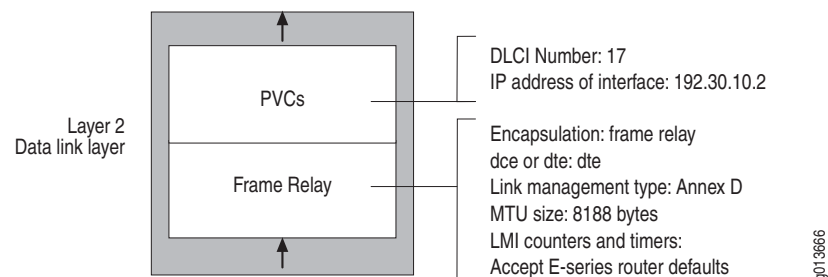 Layer 2
Data link layer
PVCs
Frame Relay
DLCI Number: 17
IP address of interface: 192.30.10.2
Encapsulation: frame relay
dce or dte: dte
Link management type: Annex D
MTU size: 8188 bytes
LMI counters and timers:
Accept E-series router defaults
g013666